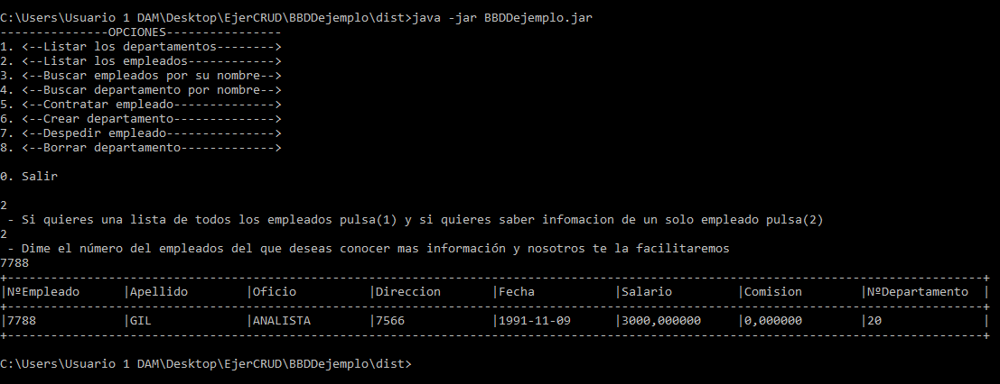 C:\Users\Usuario 1 DAM\Desktop\EjerCRUD\BBDDejemplo\dist>java -jar BBDDejemplo.jar
---------------OPCIONES----------------
1. <--Listar los departamentos-------->
2. <--Listar los empleados------------>
3. <--Buscar empleados por su nombre-->
4. <--Buscar departamento por nombre-->
5. <--Contratar empleado-------------->
6. <--Crear departamento-------------->
7. <--Despedir empleado--------------->
8. <--Borrar departamento------------->
0. Salir
2
 - Si quieres una lista de todos los empleados pulsa(1) y si quieres saber infomacion de un solo empleado pulsa(2)
2
 - Dime el número del empleados del que deseas conocer mas información y nosotros te la facilitaremos
7788
+---------------------------------------------------------------------------------------------------------------------------------------+
|NºEmpleado      |Apellido        |Oficio          |Direccion       |Fecha           |Salario         |Comision        |NºDepartamento  |
+---------------------------------------------------------------------------------------------------------------------------------------+
|7788            |GIL             |ANALISTA        |7566            |1991-11-09      |3000,000000     |0,000000        |20              |
+---------------------------------------------------------------------------------------------------------------------------------------+
C:\Users\Usuario 1 DAM\Desktop\EjerCRUD\BBDDejemplo\dist>